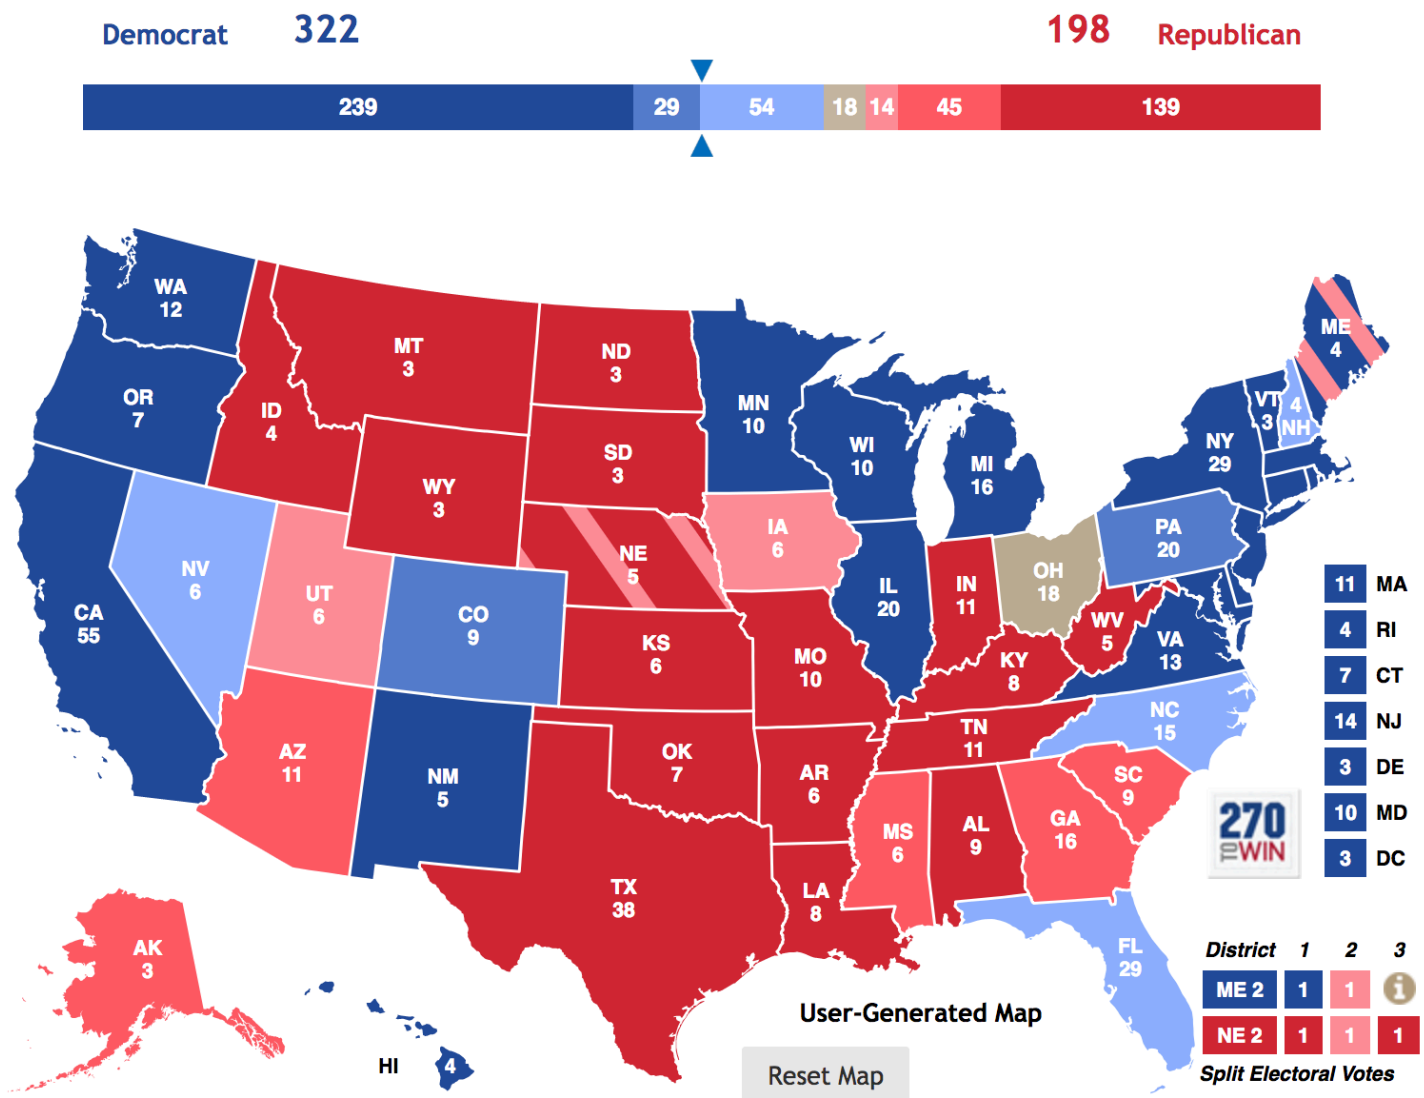 Democrat 322 198 Republican
239 29 54 18 14 45 139
WA
12
OR
7
CA
55
NV
6
ID
4
MT
3
WY
3
UT
6
AZ
11
CO
9
NM
5
ND
3
SD
3
NE
5
KS
6
OK
7
TX
38
MN
10
IA
6
MO
10
AR
6
LA
8
WI
10
IL
20
MI
16
IN
11
OH
18
KY
8
TN
11
MS
6
AL
9
GA
16
FL
29
SC
9
NC
15
VA
13
WV
5
PA
20
NY
29
VT
3
4
NH
ME
4
11 MA
4 RI
7 CT
14 NJ
3 DE
10 MD
3 DC
270
TO WIN
AK
3
HI 4
User-Generated Map
Reset Map
District 1 2 3
ME 2 1 1 i
NE 2 1 1 1
Split Electoral Votes